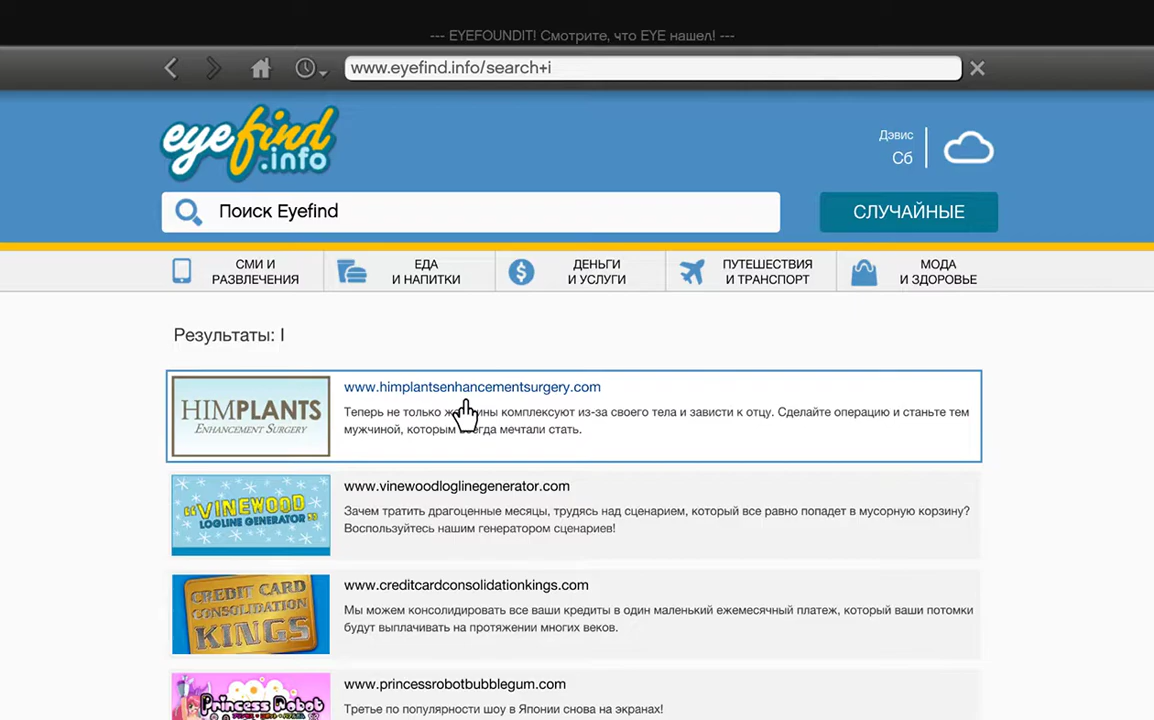 --- EYEFOUNDIT! Смотрите, что EYE нашел! ---
www.eyefind.info/search+i
eyefind
.info
Дэвис
Сб
Поиск Eyefind
СЛУЧАЙНЫЕ
СМИ И
РАЗВЛЕЧЕНИЯ
ЕДА
И НАПИТКИ
ДЕНЬГИ
И УСЛУГИ
ПУТЕШЕСТВИЯ
И ТРАНСПОРТ
МОДА
И ЗДОРОВЬЕ
Результаты: I
HIMPLANTS
ENHANCEMENT SURGERY
www.himplantsenhancementsurgery.com
Теперь не только комплексуют из-за своего тела и зависти к отцу. Сделайте операцию и станьте тем
мужчиной, которым мечтали стать.
"VINEWOOD
LOGLINE GENERATOR"
www.vinewoodloglinegenerator.com
Зачем тратить драгоценные месяцы, трудясь над сценарием, который все равно попадет в мусорную корзину?
Воспользуйтесь нашим генератором сценариев!
CREDIT CARD
CONSOLIDATION
KINGS
www.creditcardconsolidationkings.com
Мы можем консолидировать все ваши кредиты в один маленький ежемесячный платеж, который ваши потомки
будут выплачивать на протяжении многих веков.
Princess Robot
www.princessrobotbubblegum.com
Третье по популярности шоу в Японии снова на экранах!